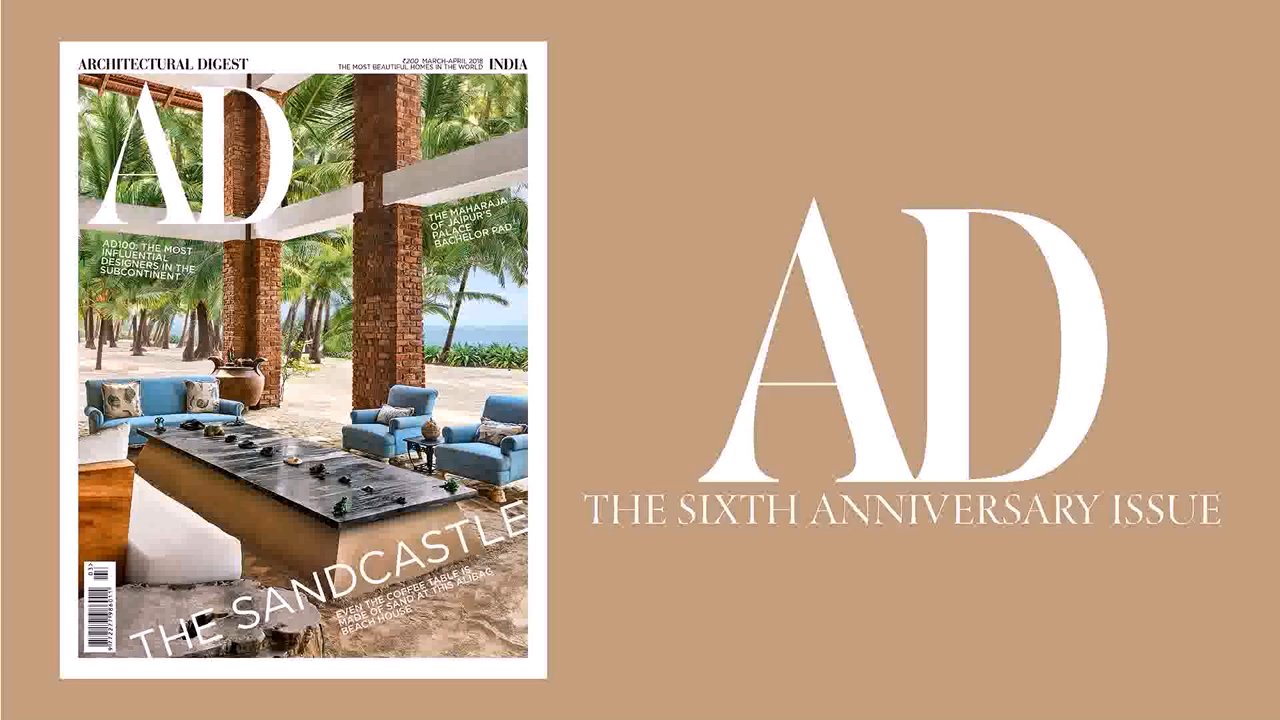 ARCHITECTURAL DIGEST
₹200 MARCH-APRIL 2018
THE MOST BEAUTIFUL HOMES IN THE WORLD
INDIA
AD
AD100: THE MOST
INFLUENTIAL
DESIGNERS IN THE
SUBCONTINENT
THE MAHARAJA
OF JAIPUR'S
PALACE
BACHELOR PAD
THE SANDCASTLE
EVEN THE COFFEE TABLE IS
MADE OF SAND AT THIS ALIBAG
BEACH HOUSE
AD
THE SIXTH ANNIVERSARY ISSUE